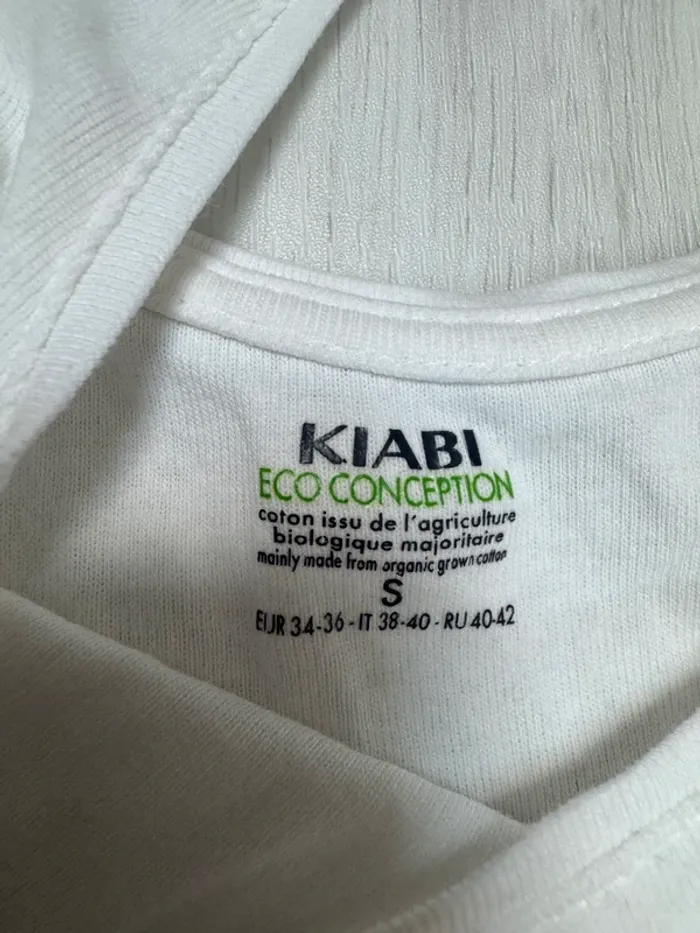 KIABI
ECO CONCEPTION
coton issu de l'agriculture
biologique majoritaire
mainly made from organic grown cotton
S
EUR 34-36 - IT 38-40 - RU 40-42